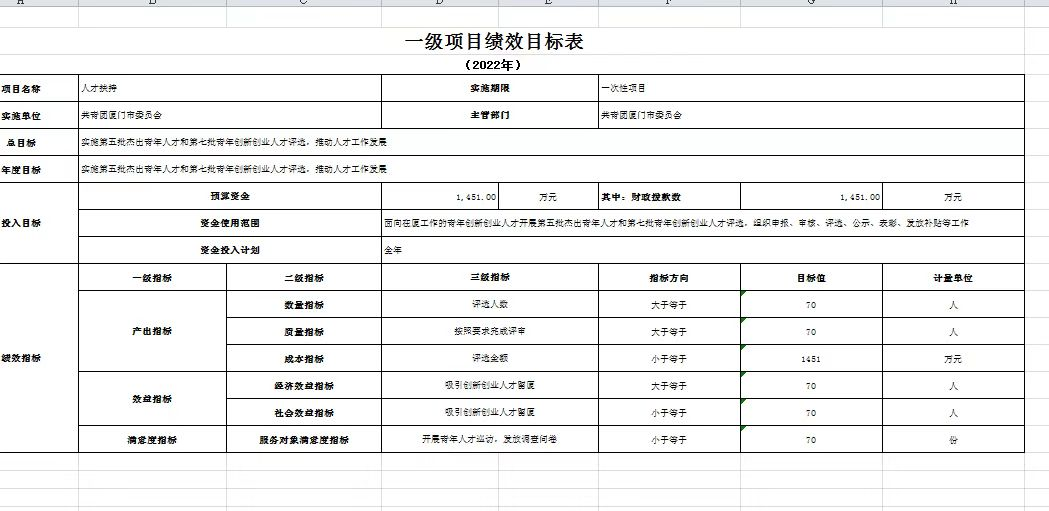 A B C D E F G H
一级项目绩效目标表
（2022年）
项目名称 人才扶持 实施期限 一次性项目
实施单位 共青团厦门市委员会 主管部门 共青团厦门市委员会
总目标 实施第五批杰出青年人才和第七批青年创新创业人才评选，推动人才工作发展
年度目标 实施第五批杰出青年人才和第七批青年创新创业人才评选，推动人才工作发展
投入目标 预算资金 1,451.00 万元 其中：财政拨款数 1,451.00 万元
资金使用范围 面向在厦工作的青年创新创业人才开展第五批杰出青年人才和第七批青年创新创业人才评选，组织申报、审核、评选、公示、表彰、发放补贴等工作
资金投入计划 全年
绩效指标 一级指标 二级指标 三级指标 指标方向 目标值 计量单位
产出指标 数量指标 评选人数 大于等于 70 人
质量指标 按照要求完成评审 大于等于 70 人
成本指标 评选金额 小于等于 1451 万元
效益指标 经济效益指标 吸引创新创业人才留厦 大于等于 70 人
社会效益指标 吸引创新创业人才留厦 小于等于 70 人
满意度指标 服务对象满意度指标 开展青年人才巡访，发放调查问卷 小于等于 70 份